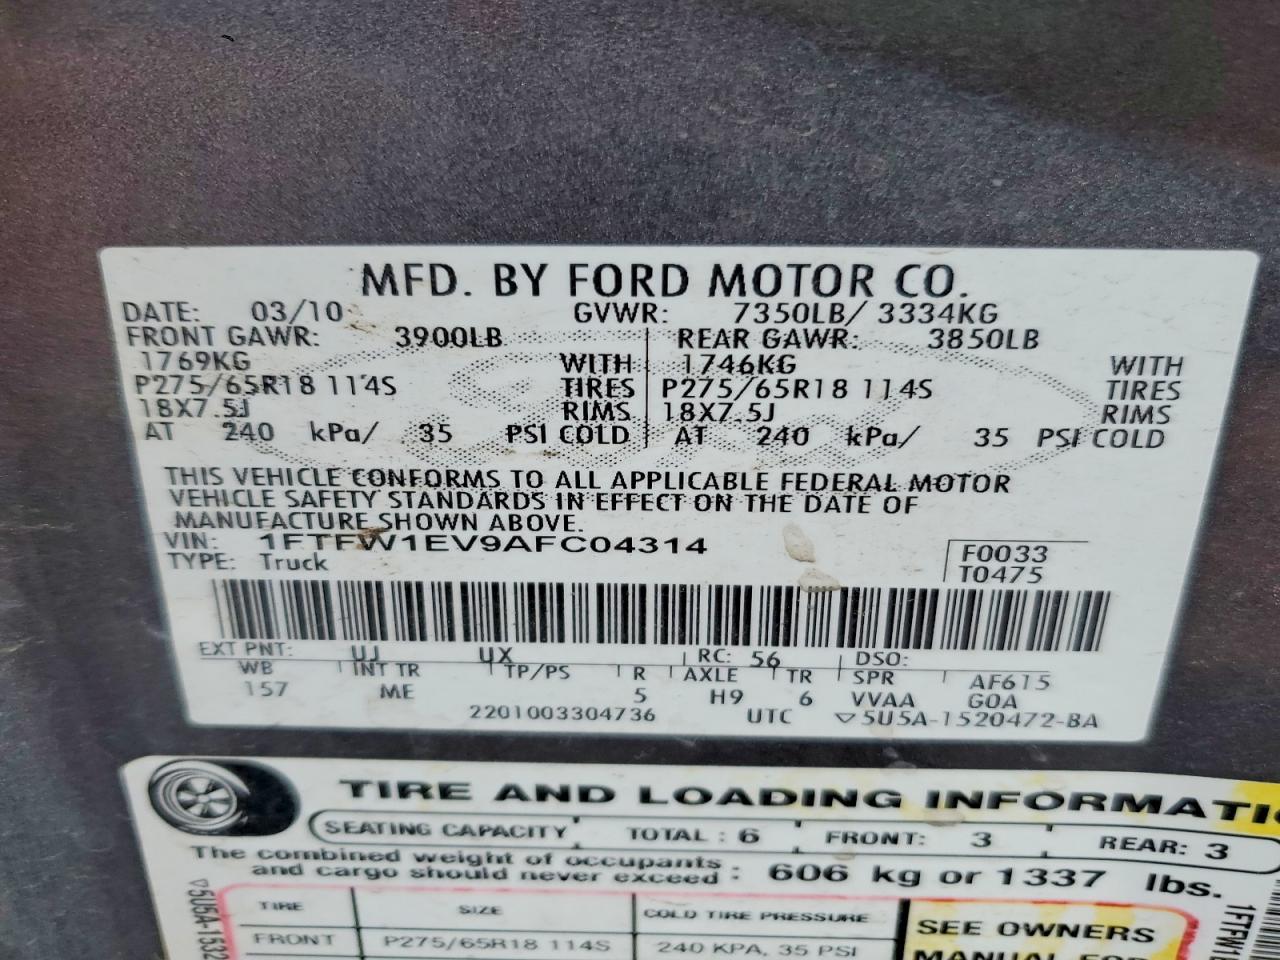 MFD. BY FORD MOTOR CO.
DATE: 03/10 GVWR: 7350LB/ 3334KG
FRONT GAWR: 3900LB REAR GAWR: 3850LB
1769KG WITH 1746KG WITH
P275/65R18 114S TIRES P275/65R18 114S TIRES
18X7.5J RIMS 18X7.5J RIMS
AT 240 kPa/ 35 PSI COLD AT 240 kPa/ 35 PSI COLD
THIS VEHICLE CONFORMS TO ALL APPLICABLE FEDERAL MOTOR
VEHICLE SAFETY STANDARDS IN EFFECT ON THE DATE OF
MANUFACTURE SHOWN ABOVE.
VIN: 1FTFW1EV9AFC04314
TYPE: Truck
F0033
T0475
EXT PNT: UJ UX RC: 56 DSO:
WB INT TR TP/PS R AXLE TR SPR AF615
157 ME 5 H9 6 VVAA GOA
2201003304736 UTC ▽5U5A-1520472-BA
TIRE AND LOADING INFORMATIO
SEATING CAPACITY TOTAL : 6 FRONT: 3 REAR: 3
The combined weight of occupants
and cargo should never exceed : 606 kg or 1337 lbs.
TIRE SIZE COLD TIRE PRESSURE
SEE OWNERS
FRONT P275/65R18 114S 240 KPA, 35 PSI
MANUAL FOR
▽5U5A-1532
1FTFW1E